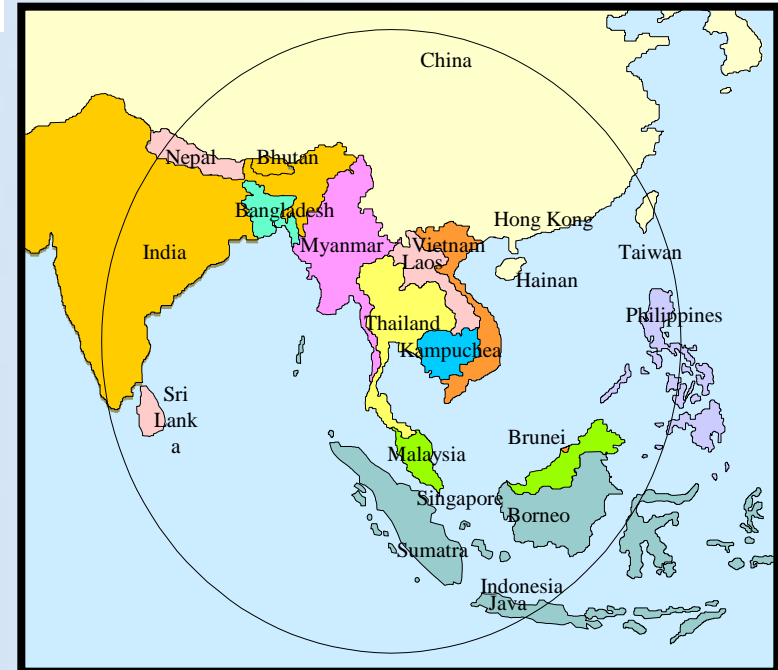 China
Nepal
Bhutan
Bangladesh
Hong Kong
India
Myanmar
Vietnam
Laos
Taiwan
Hainan
Thailand
Philippines
Kampuchea
Sri
Lank
a
Brunei
Malaysia
Singapore
Borneo
Sumatra
Indonesia
Java